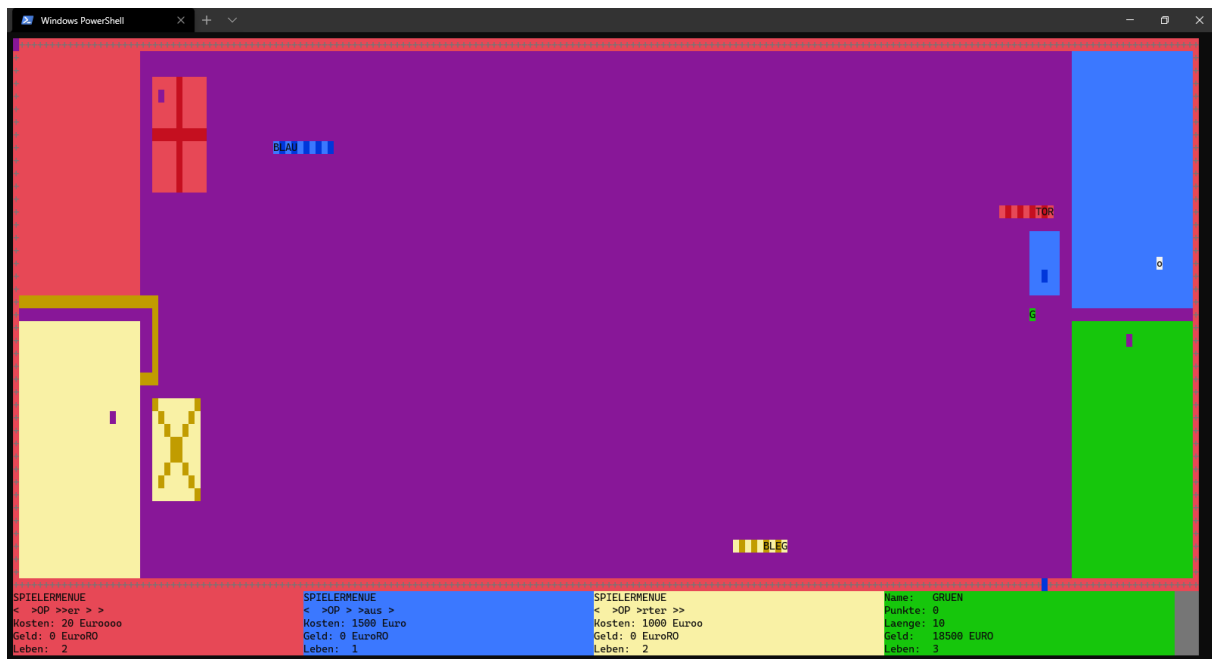 Windows PowerShell
BLAU
TOR
o
G
BLEG
SPIELERMENUE
<  >OP >>er > >
Kosten: 20 Euroooo
Geld: 0 EuroRO
Leben:  2
SPIELERMENUE
<  >OP > >aus >
Kosten: 1500 Euro
Geld: 0 EuroRO
Leben:  1
SPIELERMENUE
<  >OP >rter >>
Kosten: 1000 Euroo
Geld: 0 EuroRO
Leben:  2
Name:   GRUEN
Punkte: 0
Laenge: 10
Geld:   18500 EURO
Leben:  3